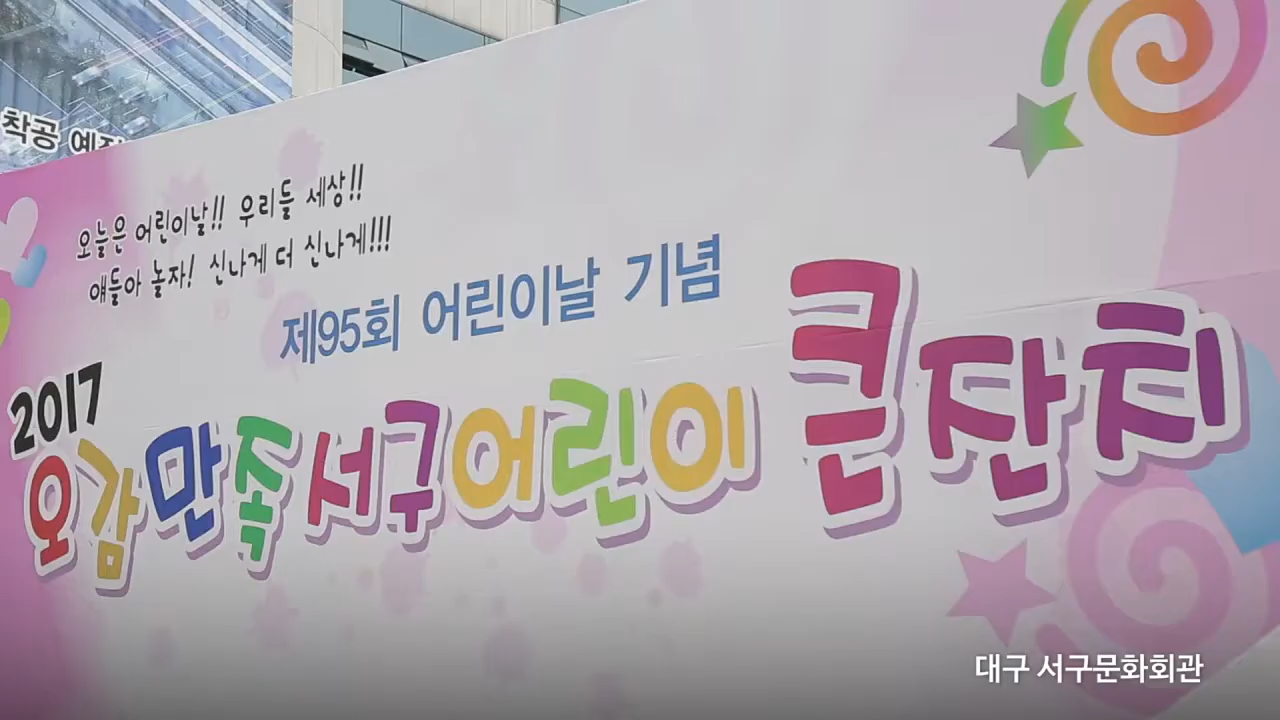 착공
오늘은 어린이날!! 우리들 세상!!
얘들아 놀자! 신나게 더 신나게!!!
제95회 어린이날 기념
2017
오감만족서구어린이 큰잔치
대구 서구문화회관